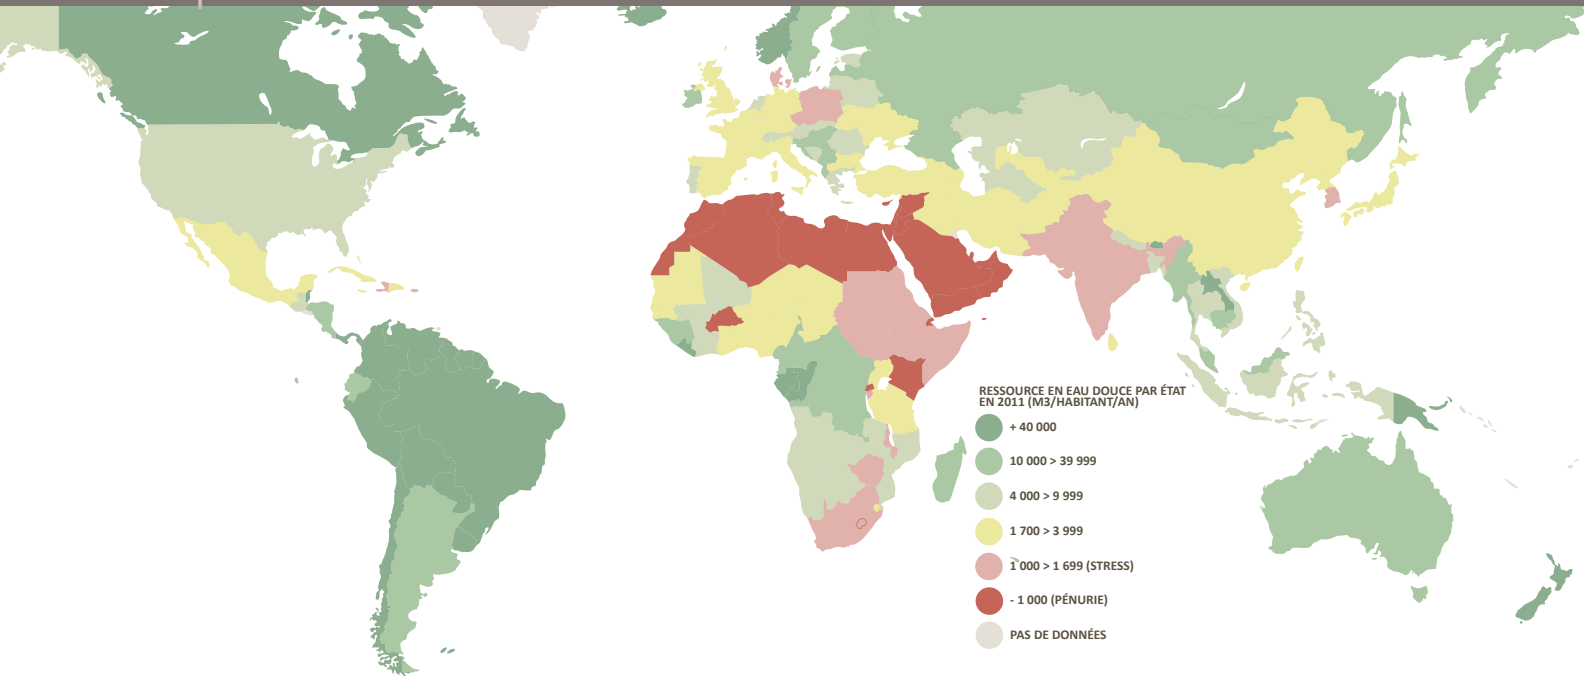 RESSOURCE EN EAU DOUCE PAR ÉTAT
EN 2011 (M3/HABITANT/AN)
+ 40 000
10 000 > 39 999
4 000 > 9 999
1 700 > 3 999
1 000 > 1 699 (STRESS)
- 1 000 (PÉNURIE)
PAS DE DONNÉES